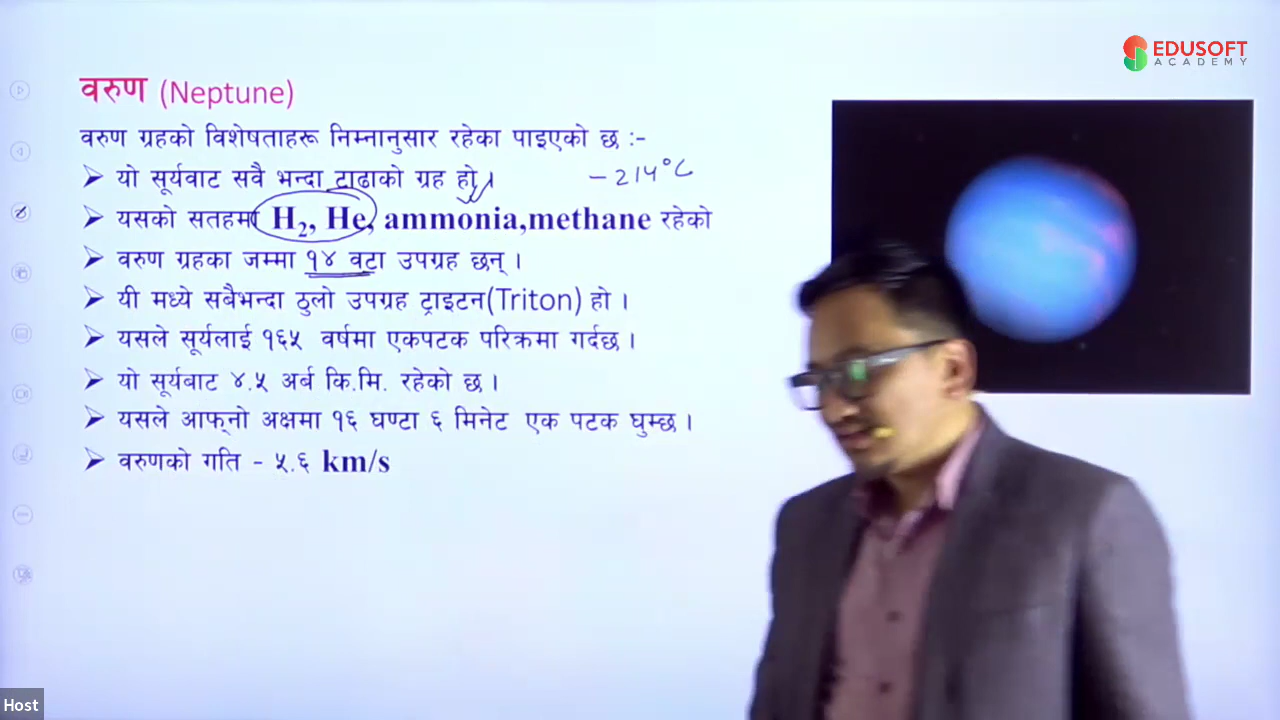 EDUSOFT
ACADEMY
वरुण (Neptune)
वरुण ग्रहको विशेषताहरू निम्नानुसार रहेका पाइएको छ :-
➢ यो सूर्यवाट सवै भन्दा टाढाको ग्रह हो ।
-214°C
➢ यसको सतहमा H₂, He, ammonia,methane रहेको
➢ वरुण ग्रहका जम्मा १४ वटा उपग्रह छन् ।
➢ यी मध्ये सबैभन्दा ठुलो उपग्रह ट्राइटन(Triton) हो ।
➢ यसले सूर्यलाई १६५ वर्षमा एकपटक परिक्रमा गर्दछ ।
➢ यो सूर्यबाट ४.५ अर्ब कि.मि. रहेको छ ।
➢ यसले आफ्‌नो अक्षमा १६ घण्टा ६ मिनेट एक पटक घुम्छ ।
➢ वरुणको गति - ५.६ km/s
Host